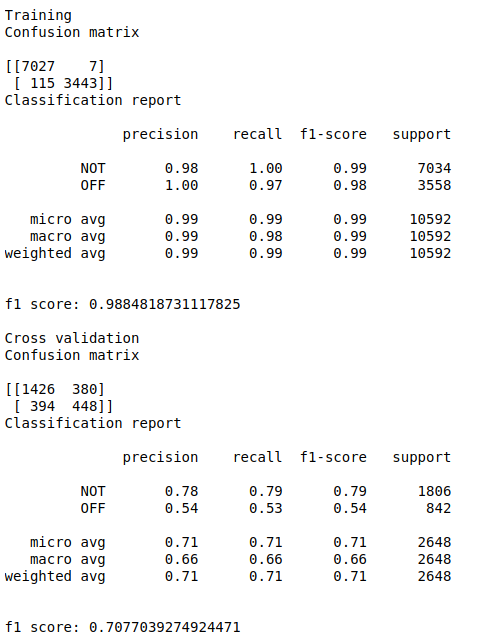 Training
Confusion matrix
[[7027    7]
 [ 115 3443]]
Classification report
              precision    recall  f1-score   support
         NOT       0.98      1.00      0.99      7034
         OFF       1.00      0.97      0.98      3558
   micro avg       0.99      0.99      0.99     10592
   macro avg       0.99      0.98      0.99     10592
weighted avg       0.99      0.99      0.99     10592
f1 score: 0.9884818731117825
Cross validation
Confusion matrix
[[1426  380]
 [ 394  448]]
Classification report
              precision    recall  f1-score   support
         NOT       0.78      0.79      0.79      1806
         OFF       0.54      0.53      0.54       842
   micro avg       0.71      0.71      0.71      2648
   macro avg       0.66      0.66      0.66      2648
weighted avg       0.71      0.71      0.71      2648
f1 score: 0.7077039274924471